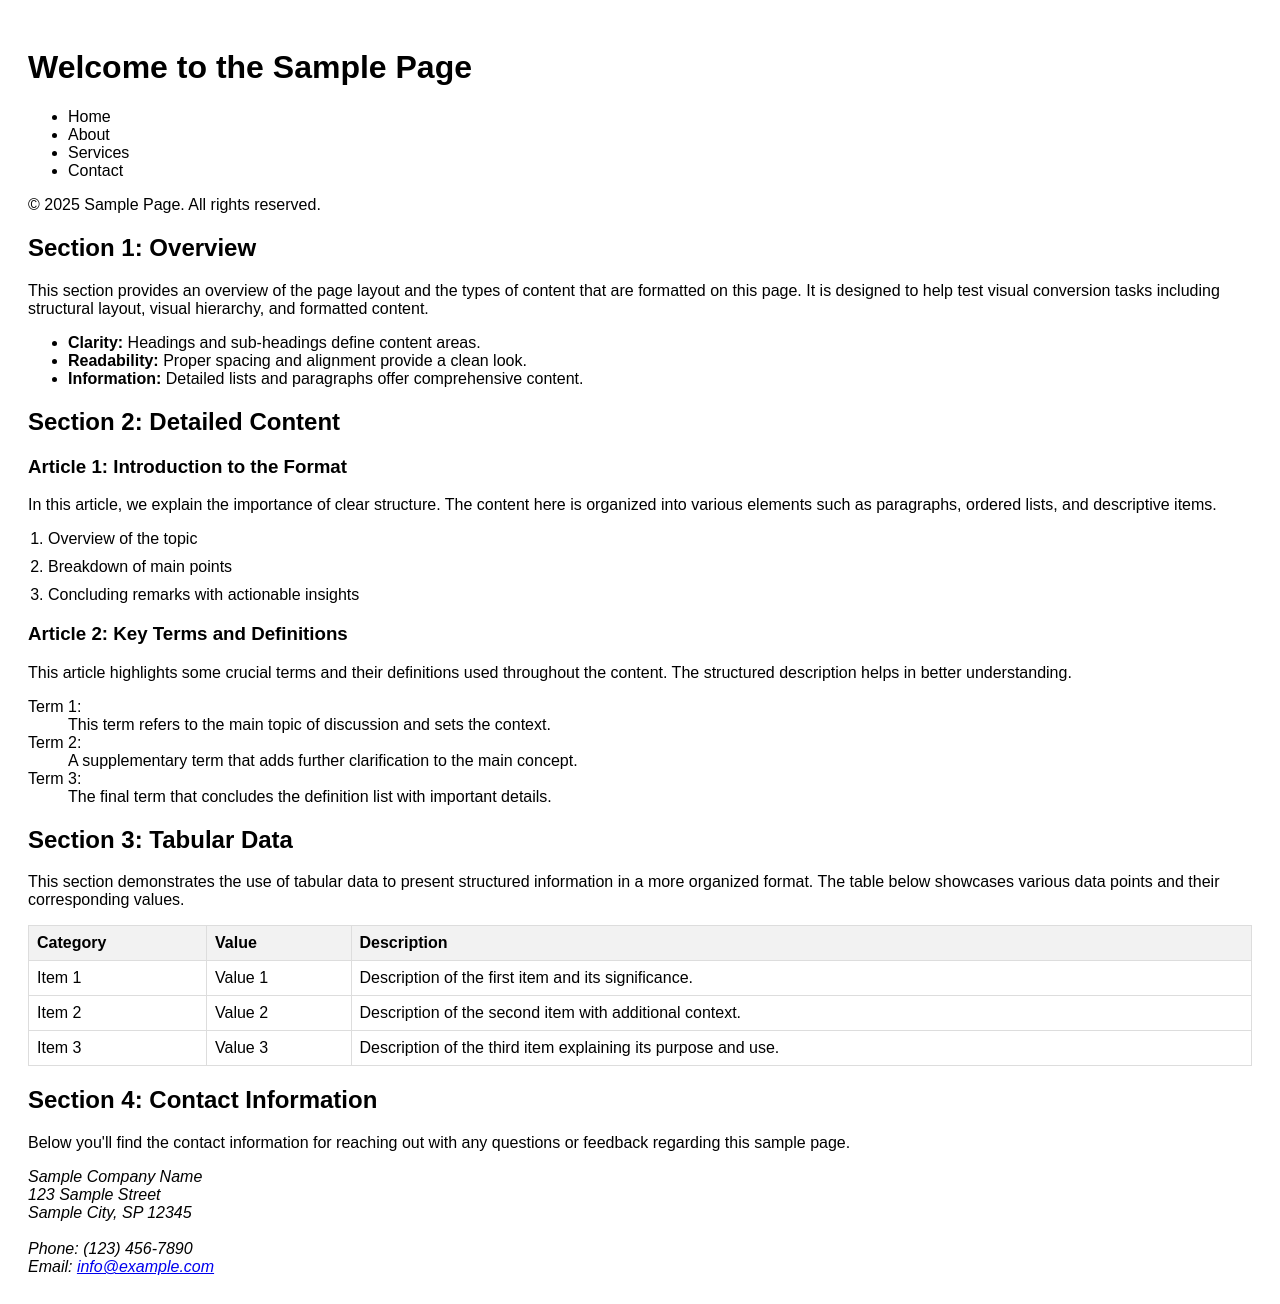 Welcome to the Sample Page
Home
About
Services
Contact
© 2025 Sample Page. All rights reserved.
Section 1: Overview
This section provides an overview of the page layout and the types of content that are formatted on this page. It is designed to help test visual conversion tasks including
structural layout, visual hierarchy, and formatted content.
Clarity: Headings and sub-headings define content areas.
Readability: Proper spacing and alignment provide a clean look.
Information: Detailed lists and paragraphs offer comprehensive content.
Section 2: Detailed Content
Article 1: Introduction to the Format
In this article, we explain the importance of clear structure. The content here is organized into various elements such as paragraphs, ordered lists, and descriptive items.
1. Overview of the topic
2. Breakdown of main points
3. Concluding remarks with actionable insights
Article 2: Key Terms and Definitions
This article highlights some crucial terms and their definitions used throughout the content. The structured description helps in better understanding.
Term 1:
This term refers to the main topic of discussion and sets the context.
Term 2:
A supplementary term that adds further clarification to the main concept.
Term 3:
The final term that concludes the definition list with important details.
Section 3: Tabular Data
This section demonstrates the use of tabular data to present structured information in a more organized format. The table below showcases various data points and their
corresponding values.
Category Value Description
Item 1 Value 1 Description of the first item and its significance.
Item 2 Value 2 Description of the second item with additional context.
Item 3 Value 3 Description of the third item explaining its purpose and use.
Section 4: Contact Information
Below you'll find the contact information for reaching out with any questions or feedback regarding this sample page.
Sample Company Name
123 Sample Street
Sample City, SP 12345
Phone: (123) 456-7890
Email: info@example.com